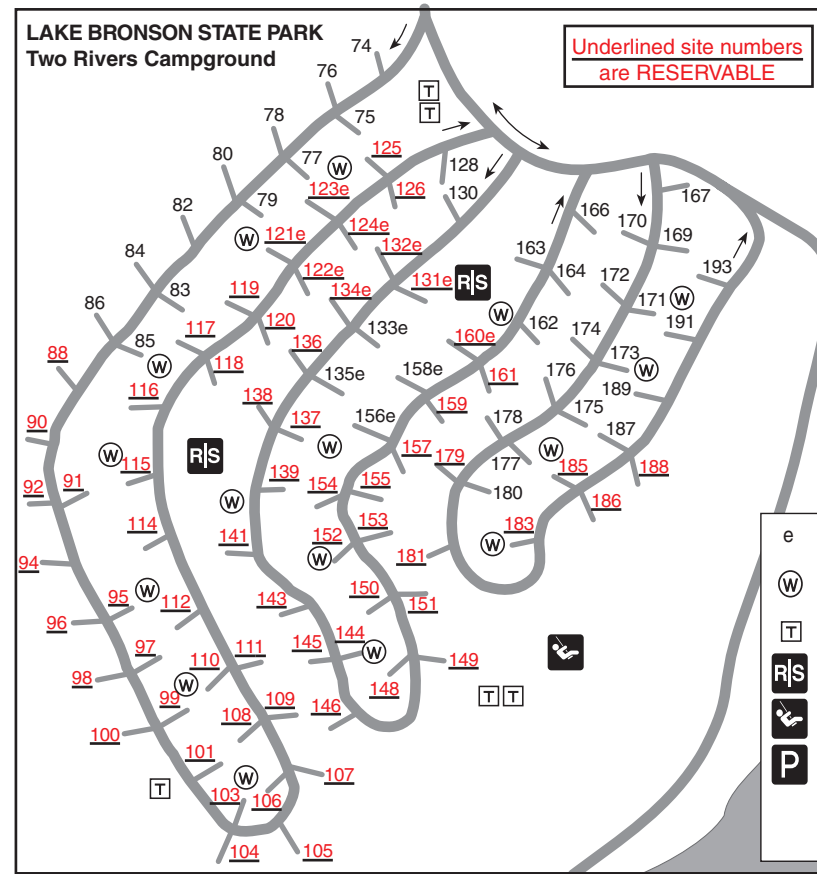 LAKE BRONSON STATE PARK
Two Rivers Campground
Underlined site numbers
are RESERVABLE
74
76
75
T
T
78
77
W
125
128
80
79
123e
126
130
166
167
82
121e
W
124e
132e
170
169
84
83
122e
134e
131e
R|S
163
164
172
171
W
193
86
85
119
120
133e
W
162
174
191
117
118
136
160e
161
173
W
88
W
116
135e
158e
159
176
175
189
90
138
137
156e
157
178
177
187
W
115
R|S
W
179
180
W
185
188
92
91
139
154
155
186
114
W
141
152
153
W
181
W
183
94
95
W
112
143
150
151
96
97
111
144
145
W
149
98
99
W
110
148
T
T
100
108
109
146
101
107
T
W
103
106
104
105
e
W
T
R|S
P